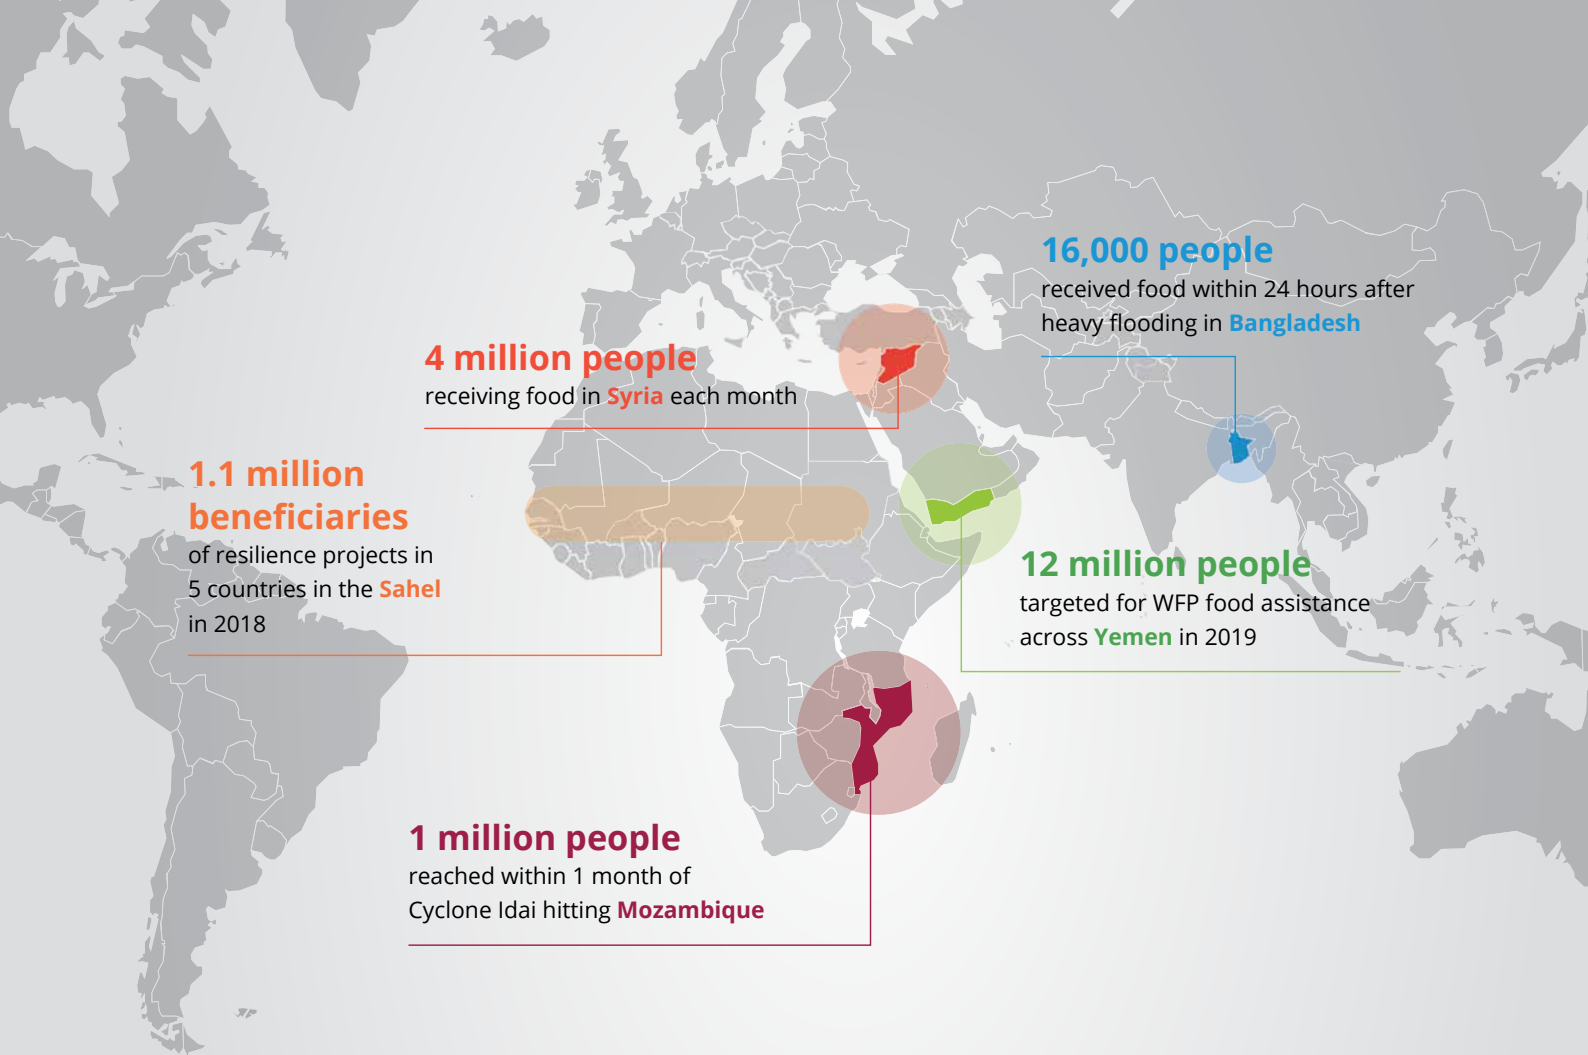 16,000 people
received food within 24 hours after
heavy flooding in Bangladesh
4 million people
receiving food in Syria each month
1.1 million
beneficiaries
of resilience projects in
5 countries in the Sahel
in 2018
12 million people
targeted for WFP food assistance
across Yemen in 2019
1 million people
reached within 1 month of
Cyclone Idai hitting Mozambique